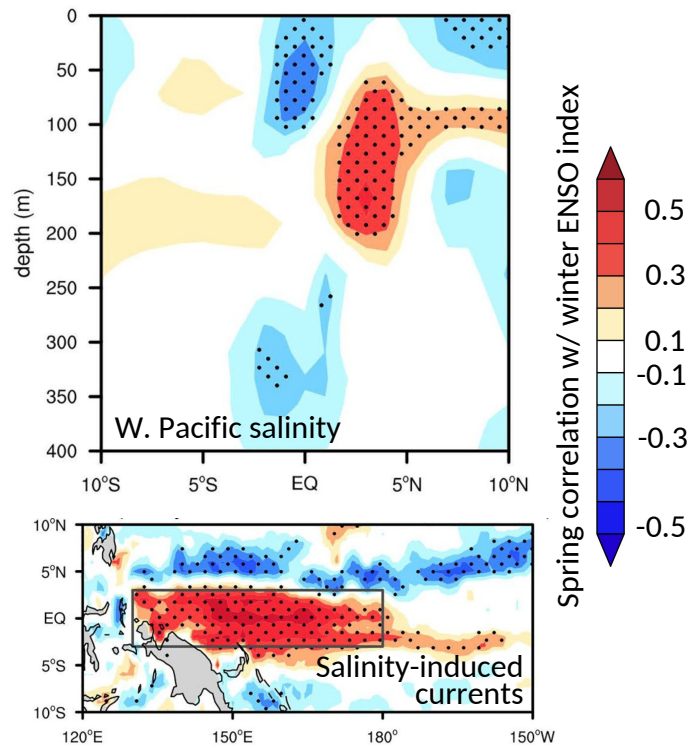 0
50
100
150
200
250
300
350
400
depth (m)
W. Pacific salinity
10°S
5°S
EQ
5°N
10°N
Spring correlation w/ winter ENSO index
0.5
0.3
0.1
-0.1
-0.3
-0.5
10°N
5°N
EQ
5°S
10°S
Salinity-induced
currents
120°E
150°E
180°
150°W